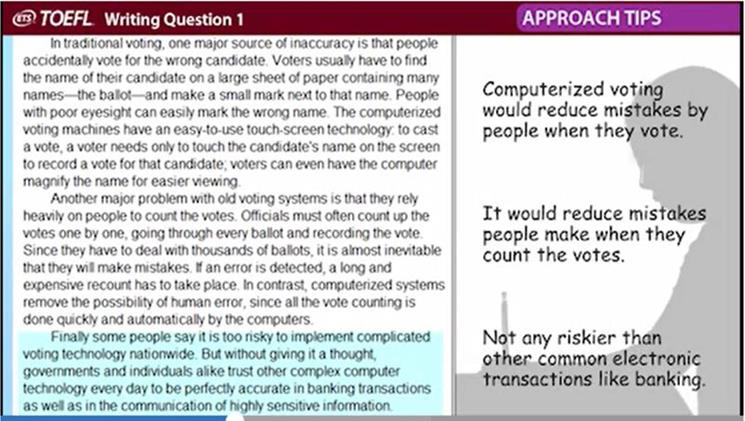 ETS TOEFL Writing Question 1
APPROACH TIPS
In traditional voting, one major source of inaccuracy is that people
accidentally vote for the wrong candidate. Voters usually have to find
the name of their candidate on a large sheet of paper containing many
names—the ballot—and make a small mark next to that name. People
with poor eyesight can easily mark the wrong name. The computerized
voting machines have an easy-to-use touch-screen technology: to cast
a vote, a voter needs only to touch the candidate's name on the screen
to record a vote for that candidate; voters can even have the computer
magnify the name for easier viewing.
Another major problem with old voting systems is that they rely
heavily on people to count the votes. Officials must often count up the
votes one by one, going through every ballot and recording the vote.
Since they have to deal with thousands of ballots, it is almost inevitable
that they will make mistakes. If an error is detected, a long and
expensive recount has to take place. In contrast, computerized systems
remove the possibility of human error, since all the vote counting is
done quickly and automatically by the computers.
Finally some people say it is too risky to implement complicated
voting technology nationwide. But without giving it a thought,
governments and individuals alike trust other complex computer
technology every day to be perfectly accurate in banking transactions
as well as in the communication of highly sensitive information.
Computerized voting
would reduce mistakes by
people when they vote.
It would reduce mistakes
people make when they
count the votes.
Not any riskier than
other common electronic
transactions like banking.